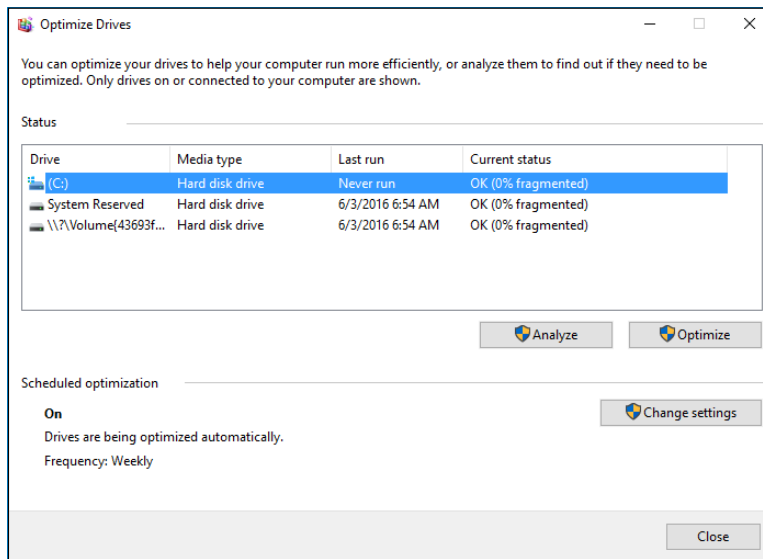 Optimize Drives
You can optimize your drives to help your computer run more efficiently, or analyze them to find out if they need to be
optimized. Only drives on or connected to your computer are shown.
Status
Drive Media type Last run Current status
(C:) Hard disk drive Never run OK (0% fragmented)
System Reserved Hard disk drive 6/3/2016 6:54 AM OK (0% fragmented)
\\?\Volume{43693f... Hard disk drive 6/3/2016 6:54 AM OK (0% fragmented)
Analyze Optimize
Scheduled optimization
On Change settings
Drives are being optimized automatically.
Frequency: Weekly
Close